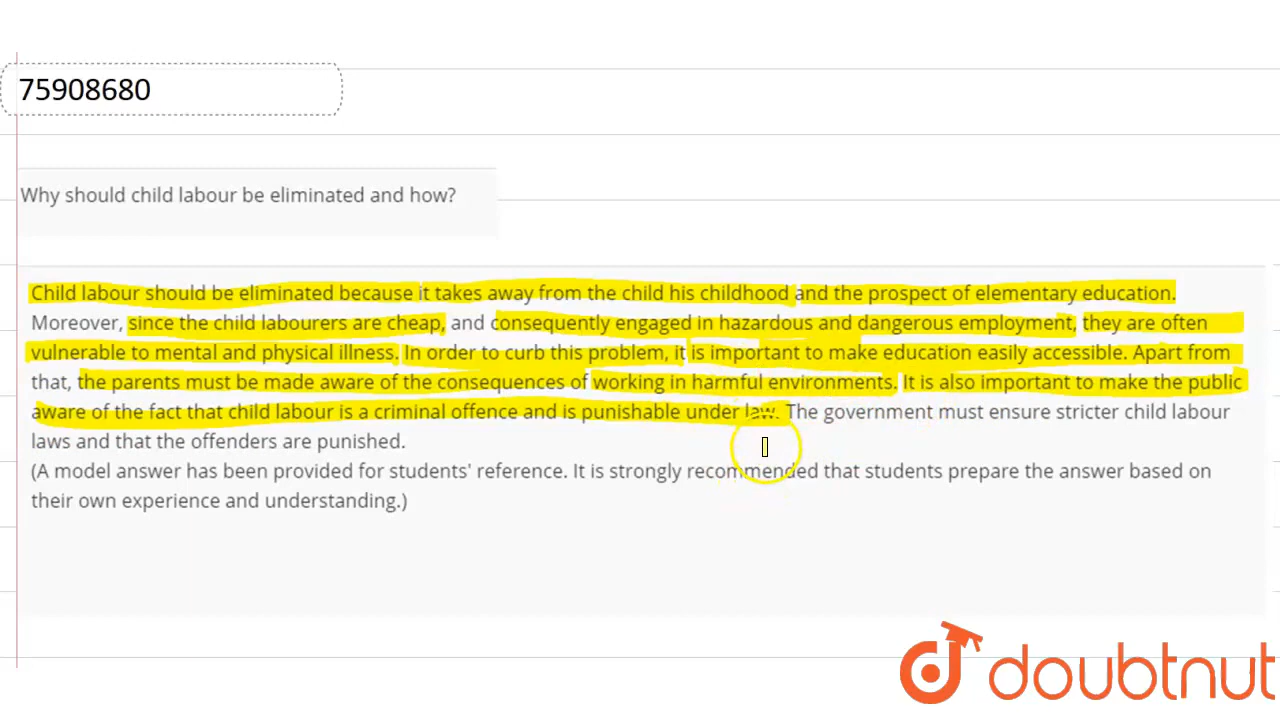 75908680
Why should child labour be eliminated and how?
Child labour should be eliminated because it takes away from the child his childhood and the prospect of elementary education.
Moreover, since the child labourers are cheap, and consequently engaged in hazardous and dangerous employment, they are often
vulnerable to mental and physical illness. In order to curb this problem, it is important to make education easily accessible. Apart from
that, the parents must be made aware of the consequences of working in harmful environments. It is also important to make the public
aware of the fact that child labour is a criminal offence and is punishable under law. The government must ensure stricter child labour
laws and that the offenders are punished.
(A model answer has been provided for students' reference. It is strongly recommended that students prepare the answer based on
their own experience and understanding.)
doubtnut